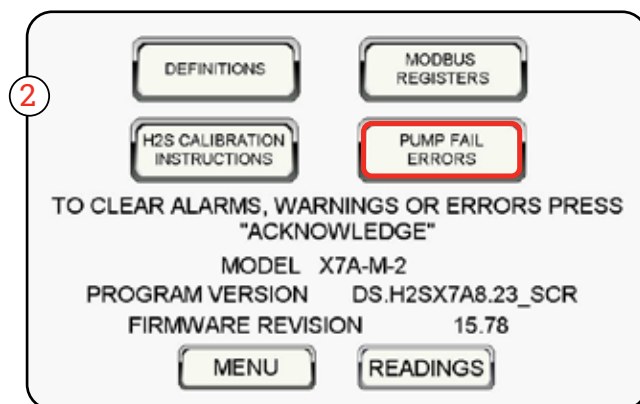 2
DEFINITIONS
MODBUS
REGISTERS
H2S CALIBRATION
INSTRUCTIONS
PUMP FAIL
ERRORS
TO CLEAR ALARMS, WARNINGS OR ERRORS PRESS
"ACKNOWLEDGE"
MODEL X7A-M-2
PROGRAM VERSION DS.H2SX7A8.23_SCR
FIRMWARE REVISION 15.78
MENU
READINGS